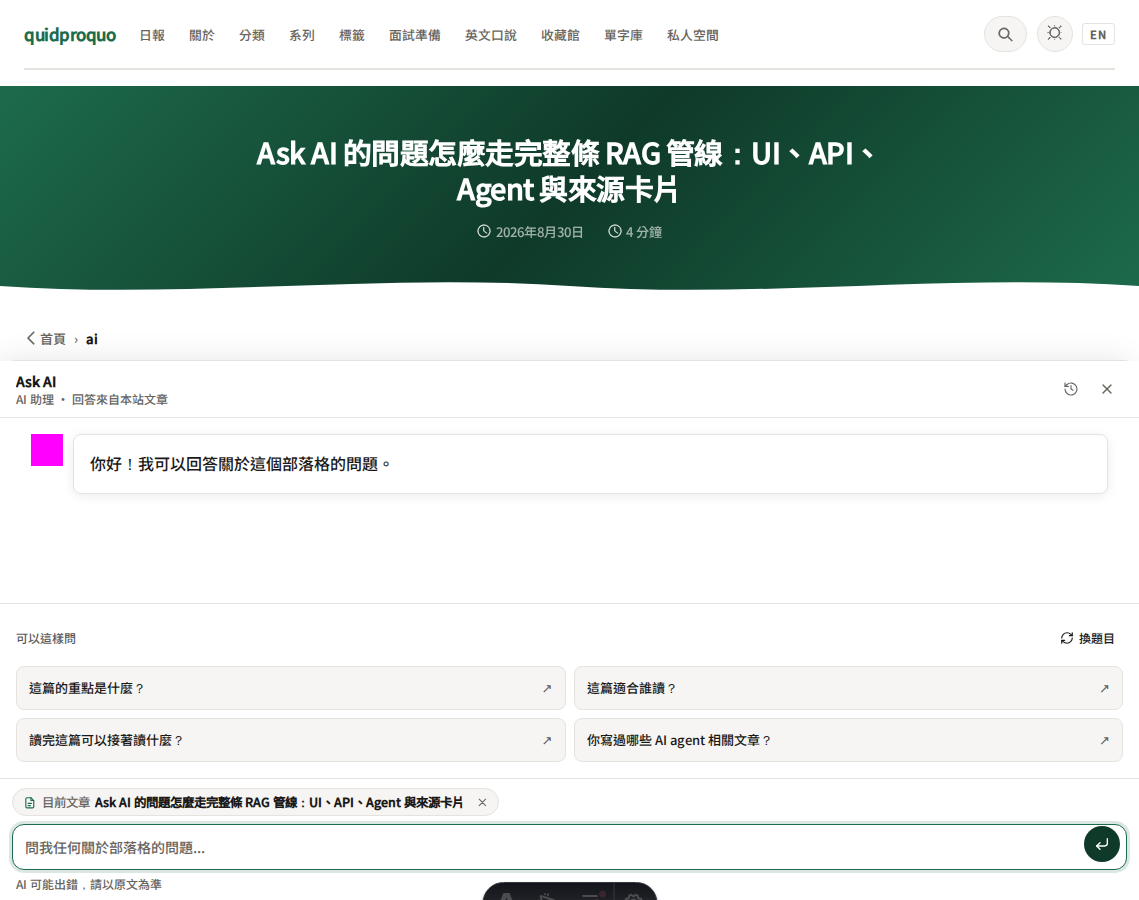 quidproquo 日報 關於 分類 系列 標籤 面試準備 英文口說 收藏館 單字庫 私人空間 EN
Ask AI 的問題怎麼走完整條 RAG 管線：UI、API、
Agent 與來源卡片
2026年8月30日 4 分鐘
首頁 › ai
Ask AI
AI 助理 · 回答來自本站文章
你好！我可以回答關於這個部落格的問題。
可以這樣問 換題目
這篇的重點是什麼？ ↗ 這篇適合誰讀？ ↗
讀完這篇可以接著讀什麼？ ↗ 你寫過哪些 AI agent 相關文章？ ↗
目前文章 Ask AI 的問題怎麼走完整條 RAG 管線：UI、API、Agent 與來源卡片
問我任何關於部落格的問題...
AI 可能出錯，請以原文為準